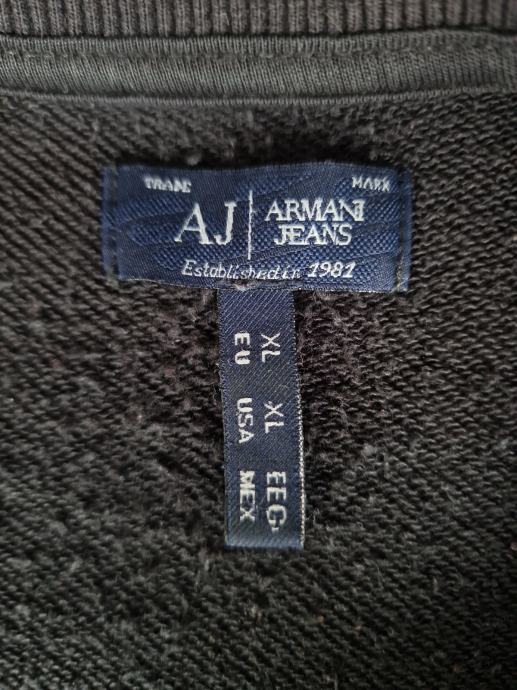 TRADE MARK
AJ | ARMANI JEANS
Established in 1981
XL XL EEG
EU USA MEX